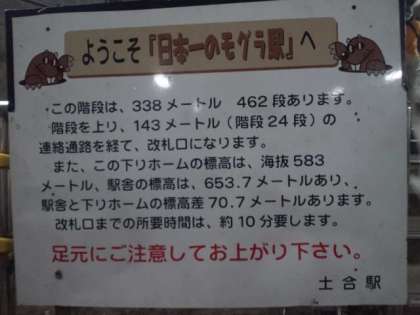 ようこそ『日本一のモグラ駅』へ
この階段は、338メートル 462段あります。
階段を上り、143メートル(階段24段)の
連絡通路を経て、改札口になります。
また、この下りホームの標高は、海抜583
メートル、駅舎の標高は、653.7メートルあり、
駅舎と下りホームの標高差70.7メートルあります。
改札口までの所要時間は、約10分要します。
足元にご注意してお上がり下さい。
土合駅